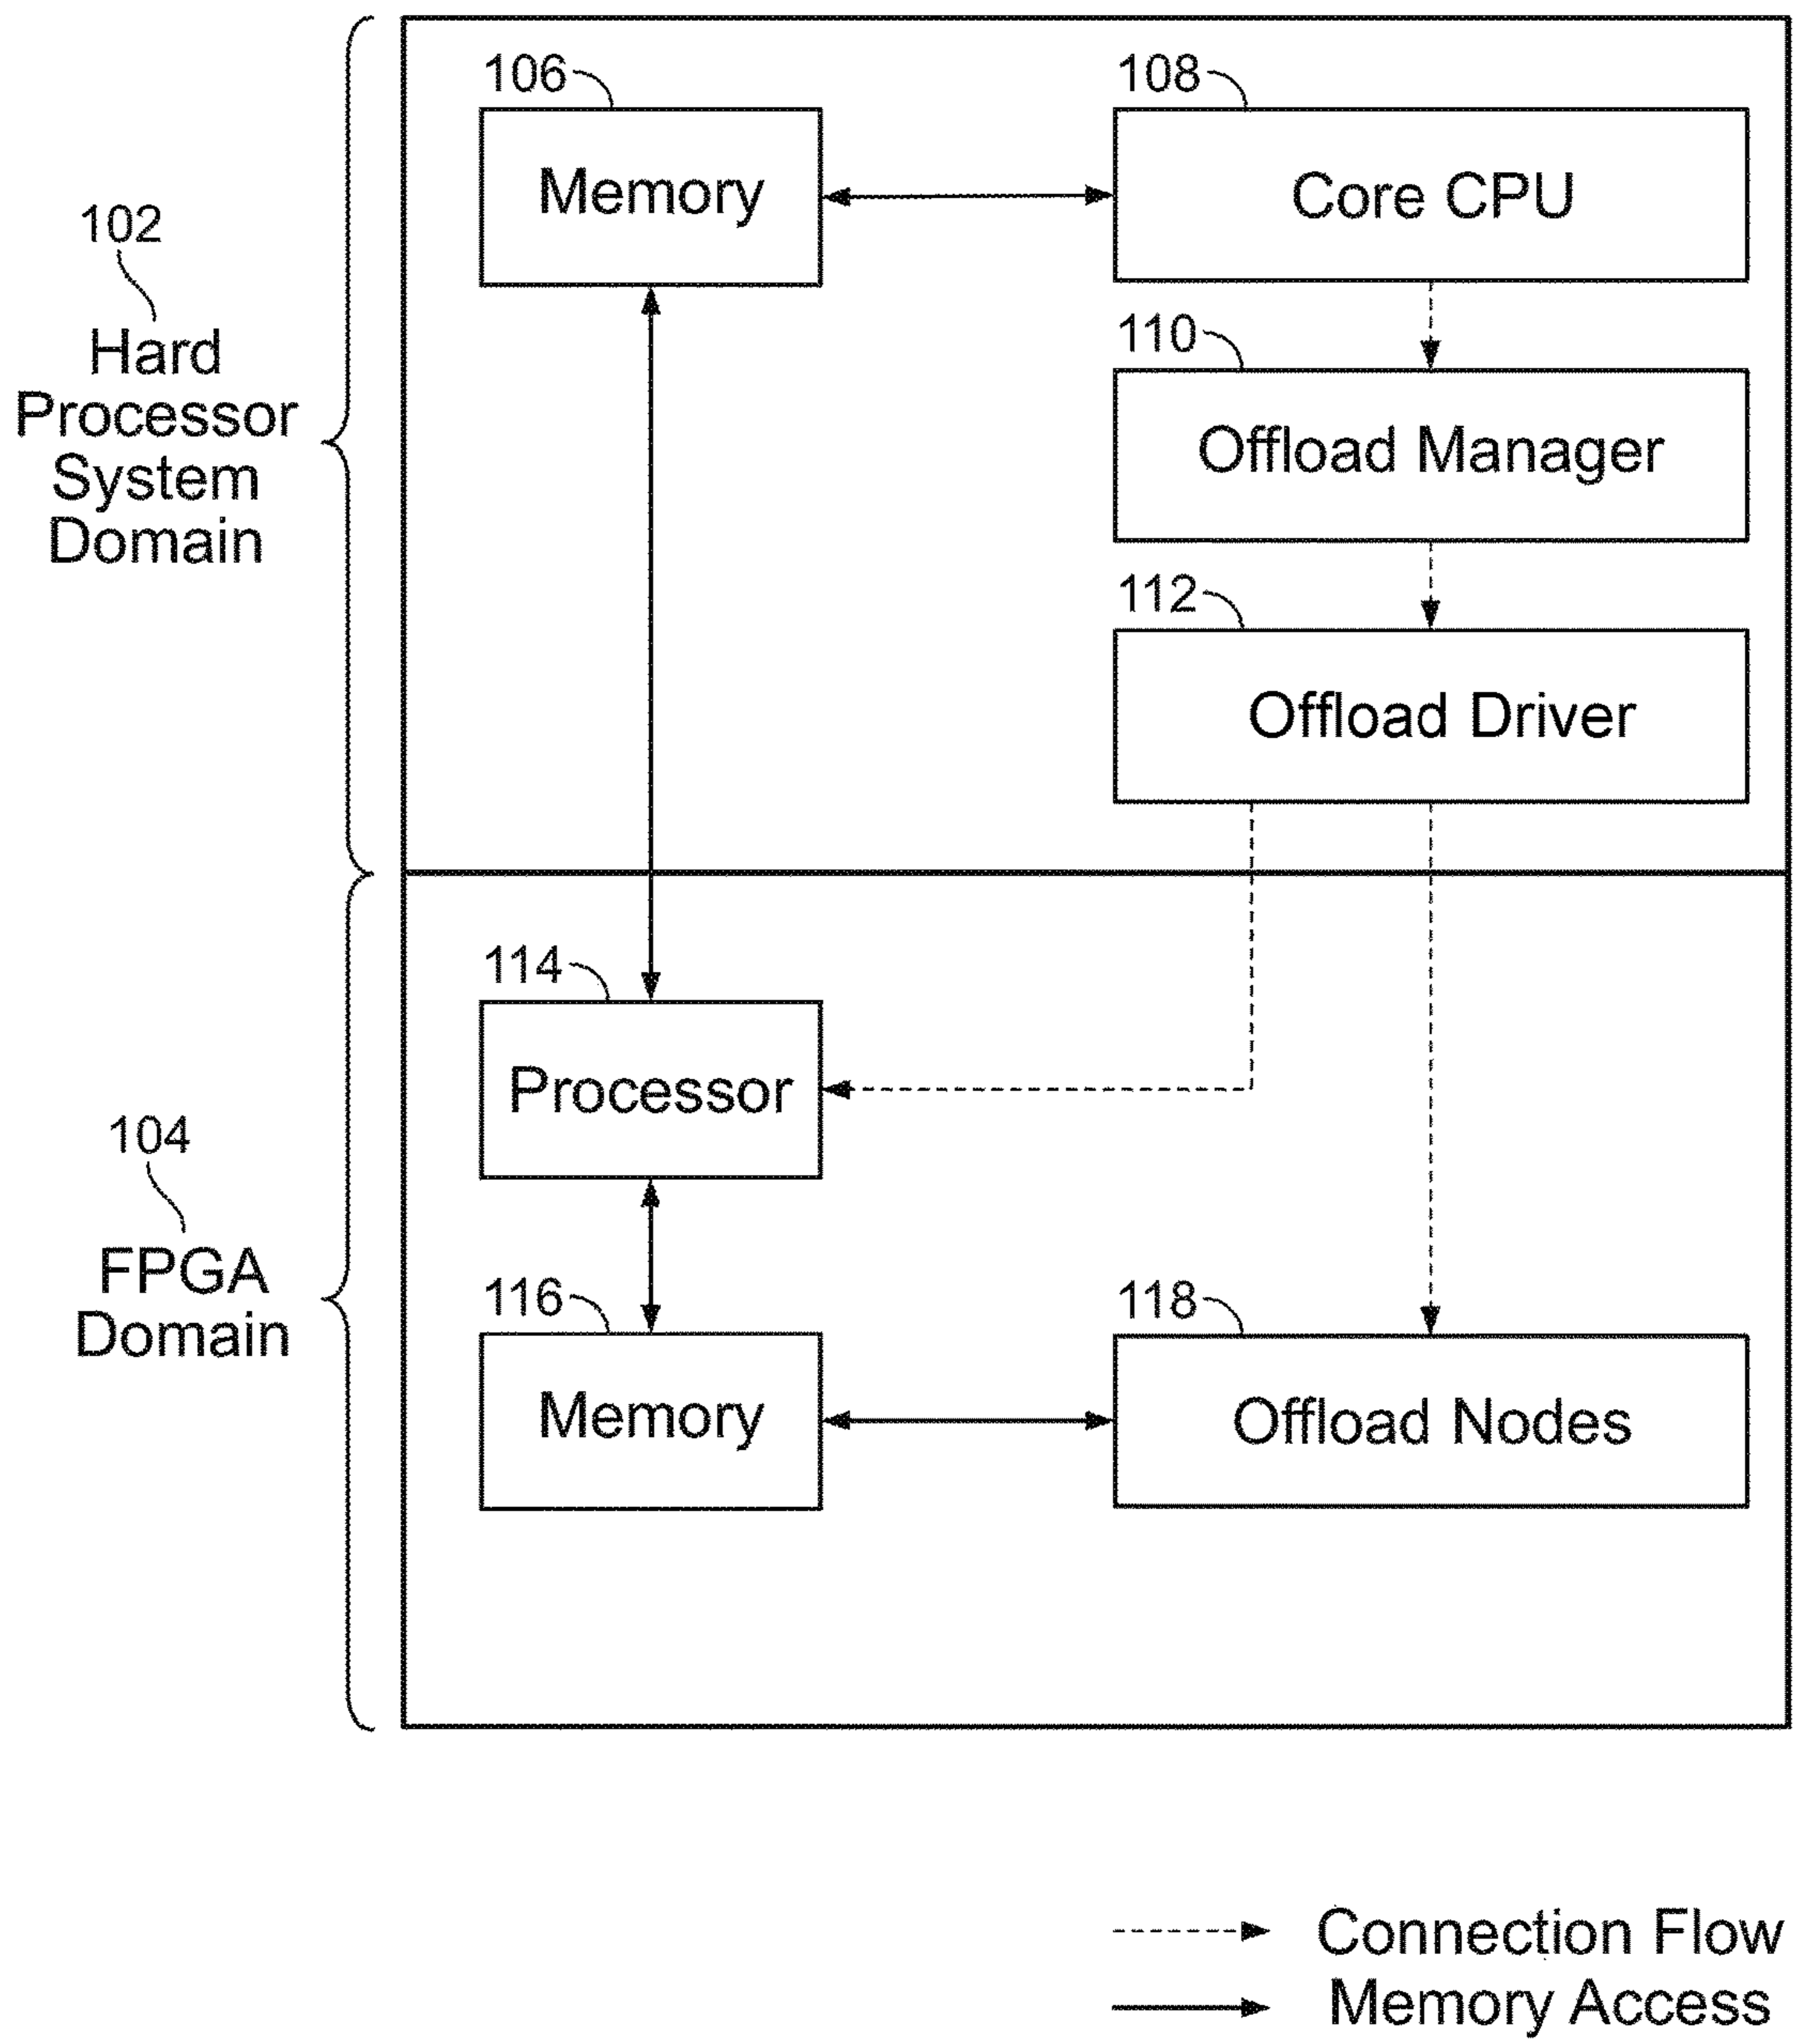 106
108
Memory
Core CPU
102
Hard
Processor
System
Domain
110
Offload Manager
112
Offload Driver
114
Processor
104
FPGA
Domain
116
118
Memory
Offload Nodes
Connection Flow
Memory Access